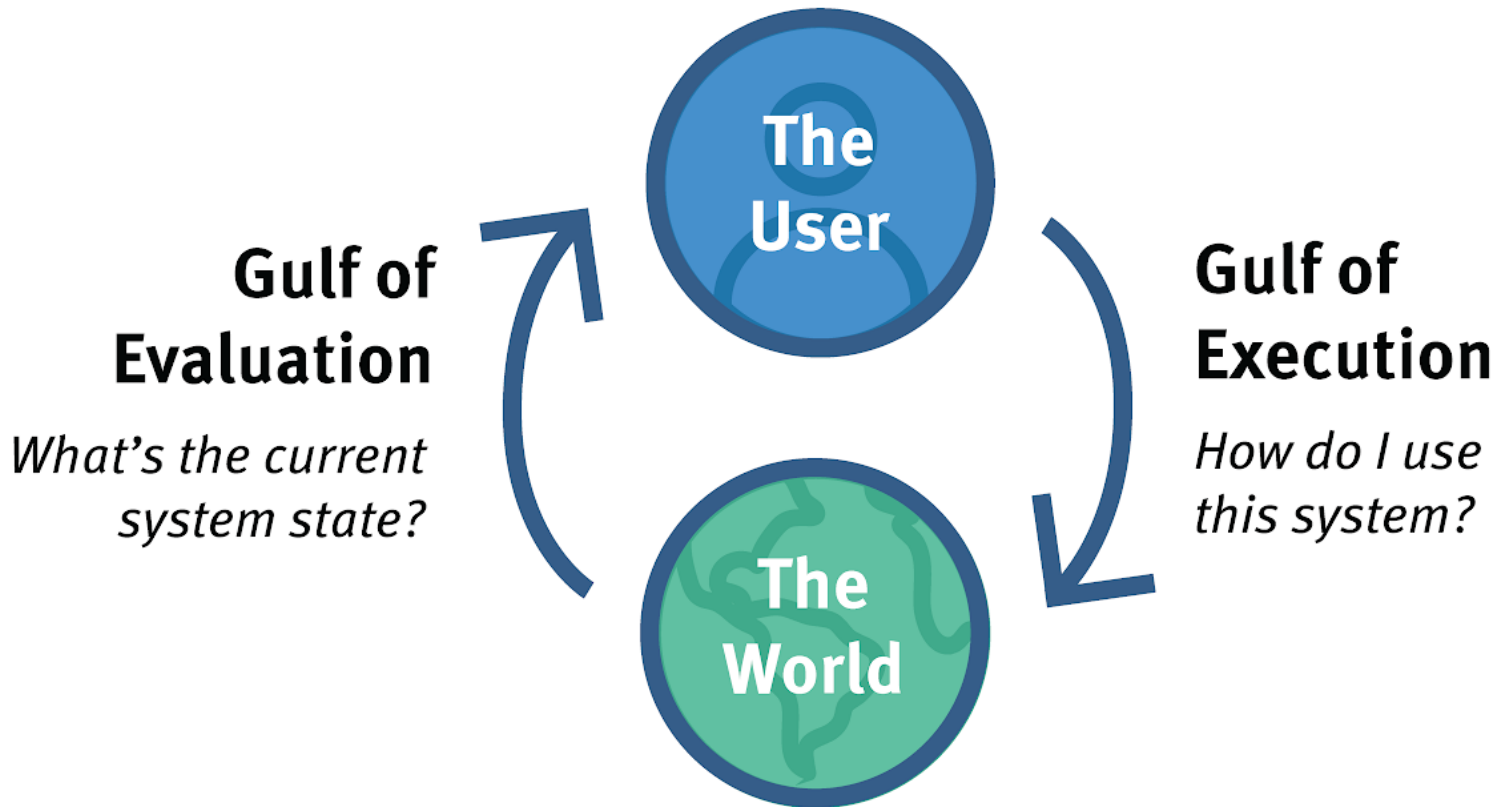 The
User
Gulf of
Evaluation
What’s the current
system state?
Gulf of
Execution
How do I use
this system?
The
World